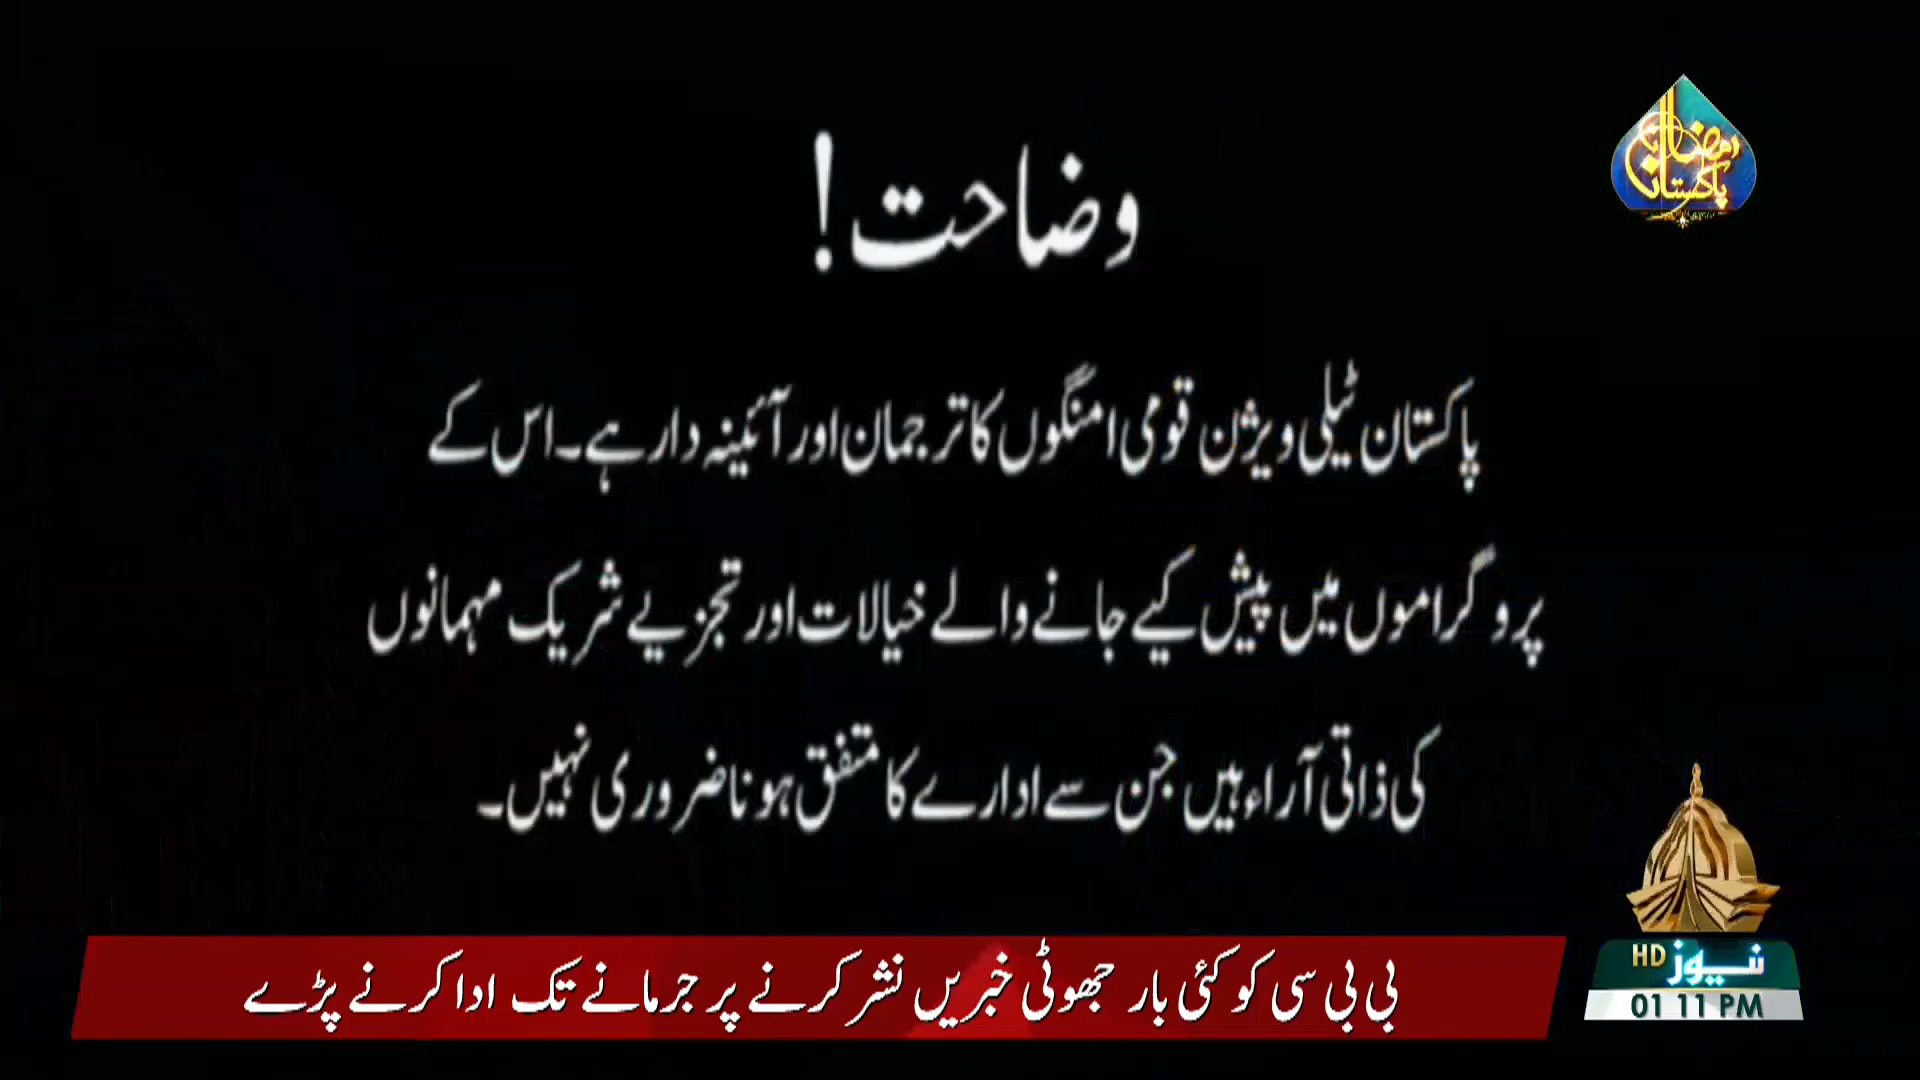 وضاحت!
رمضان
پاکستان
پاکستان ٹیلی ویژن قومی امنگوں کا ترجمان اور آئینہ دار ہے۔ اس کے
پروگراموں میں پیش کیے جانے والے خیالات اور تجزیے شریک مہمانوں
کی ذاتی آراء ہیں جن سے ادارے کا متفق ہونا ضروری نہیں۔
بی بی سی کو کئی بار جھوٹی خبریں نشر کرنے پر جرمانے تک ادا کرنے پڑے
نیوز HD
01 11 PM